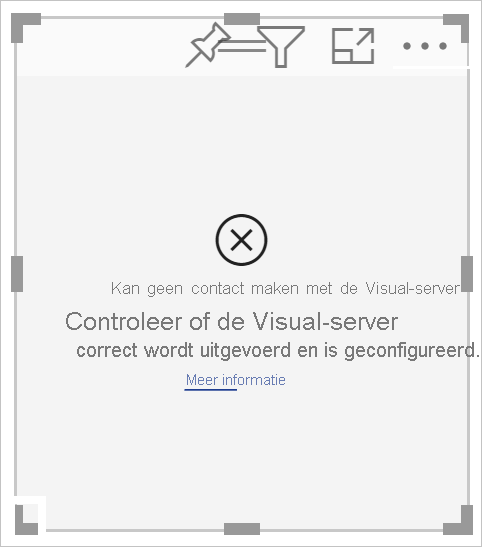 Kan geen contact maken met de Visual-server
Controleer of de Visual-server
correct wordt uitgevoerd en is geconfigureerd.
Meer informatie